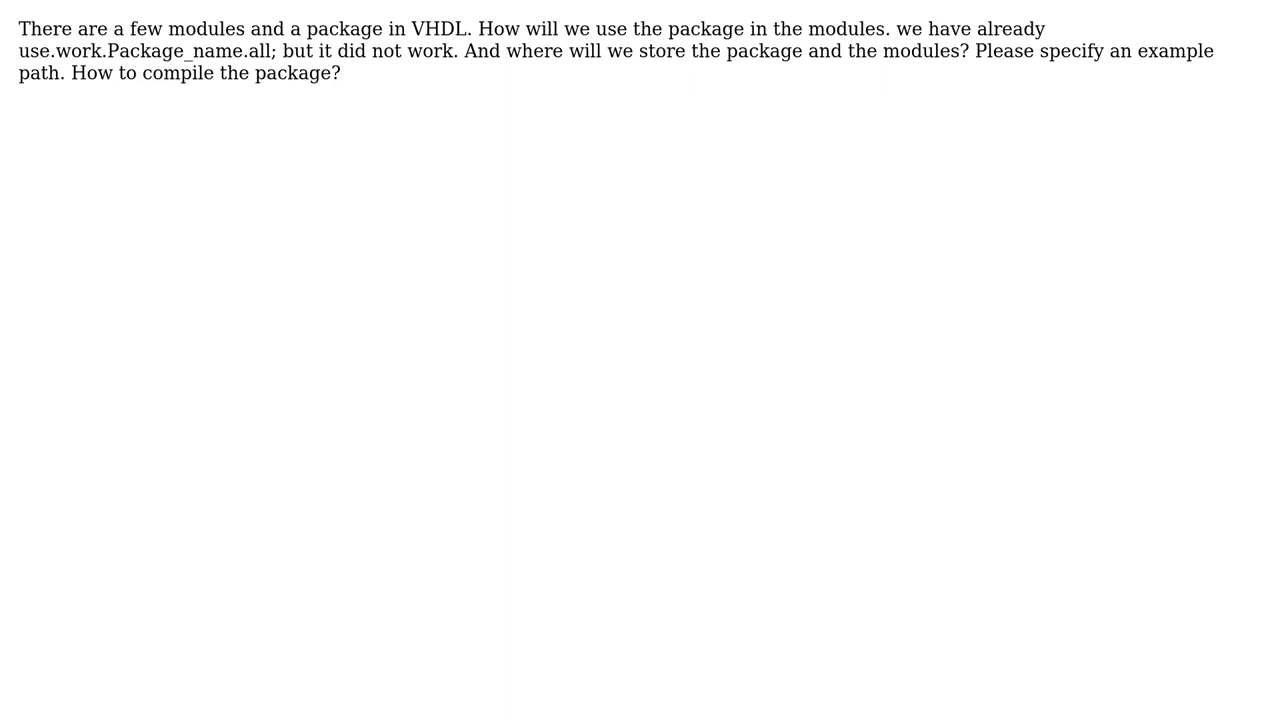 There are a few modules and a package in VHDL. How will we use the package in the modules. we have already
use.work.Package_name.all; but it did not work. And where will we store the package and the modules? Please specify an example
path. How to compile the package?